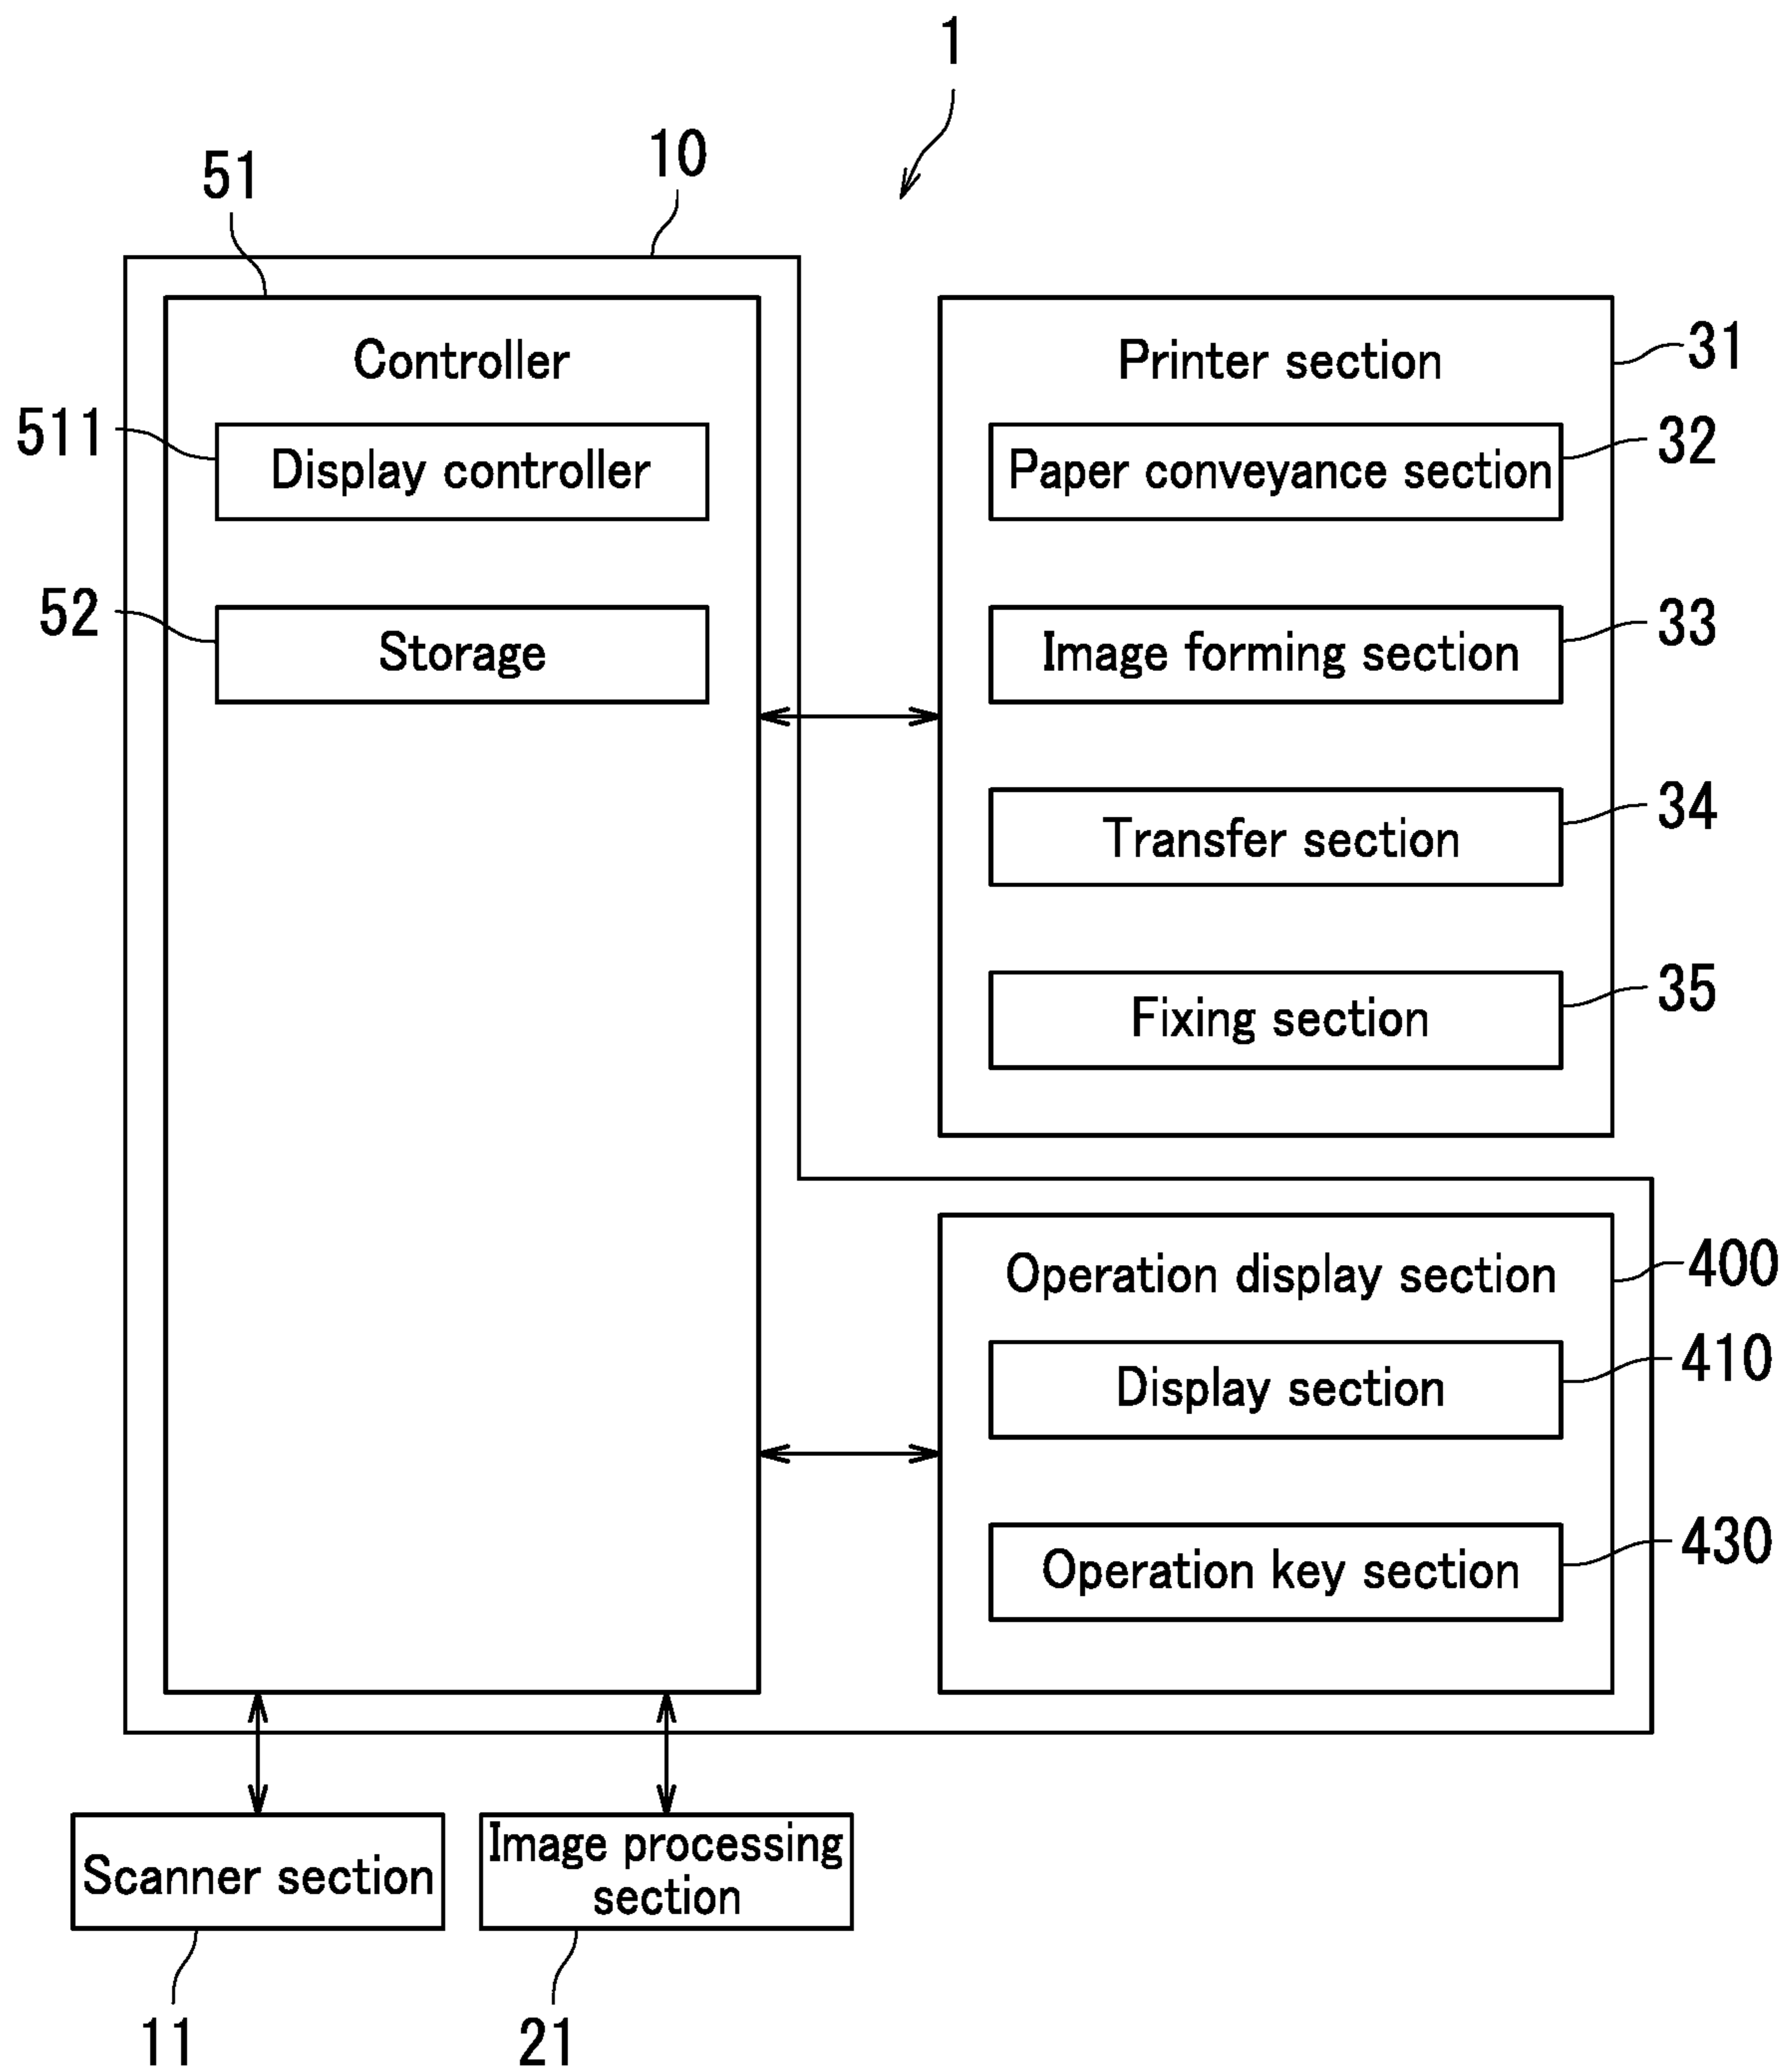 1
10
51
Controller
511
Display controller
52
Storage
Printer section
31
Paper conveyance section
32
Image forming section
33
Transfer section
34
Fixing section
35
Operation display section
400
Display section
410
Operation key section
430
Scanner section
11
Image processing
section
21